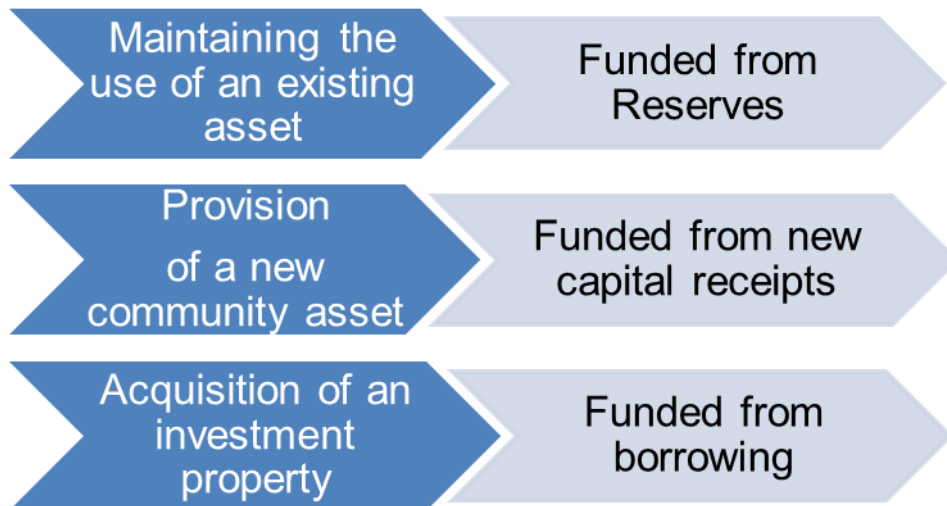 Maintaining the
use of an existing
asset
Funded from
Reserves
Provision
of a new
community asset
Funded from new
capital receipts
Acquisition of an
investment
property
Funded from
borrowing